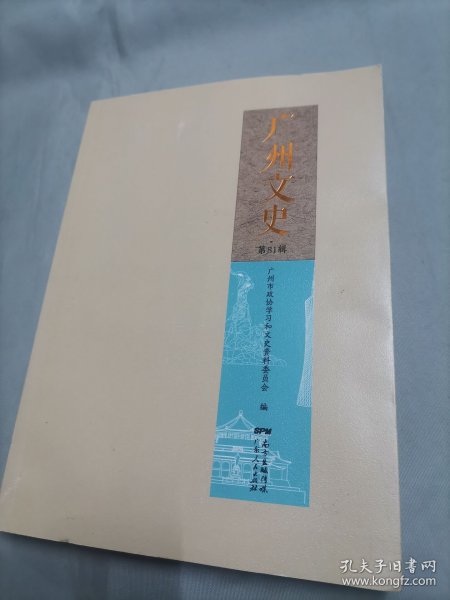 广州文史
第81辑
广州市政协学习和文史资料委员会 编
SPM
南方出版传媒
广东人民出版社
孔夫子旧书网
www.kongfz.com